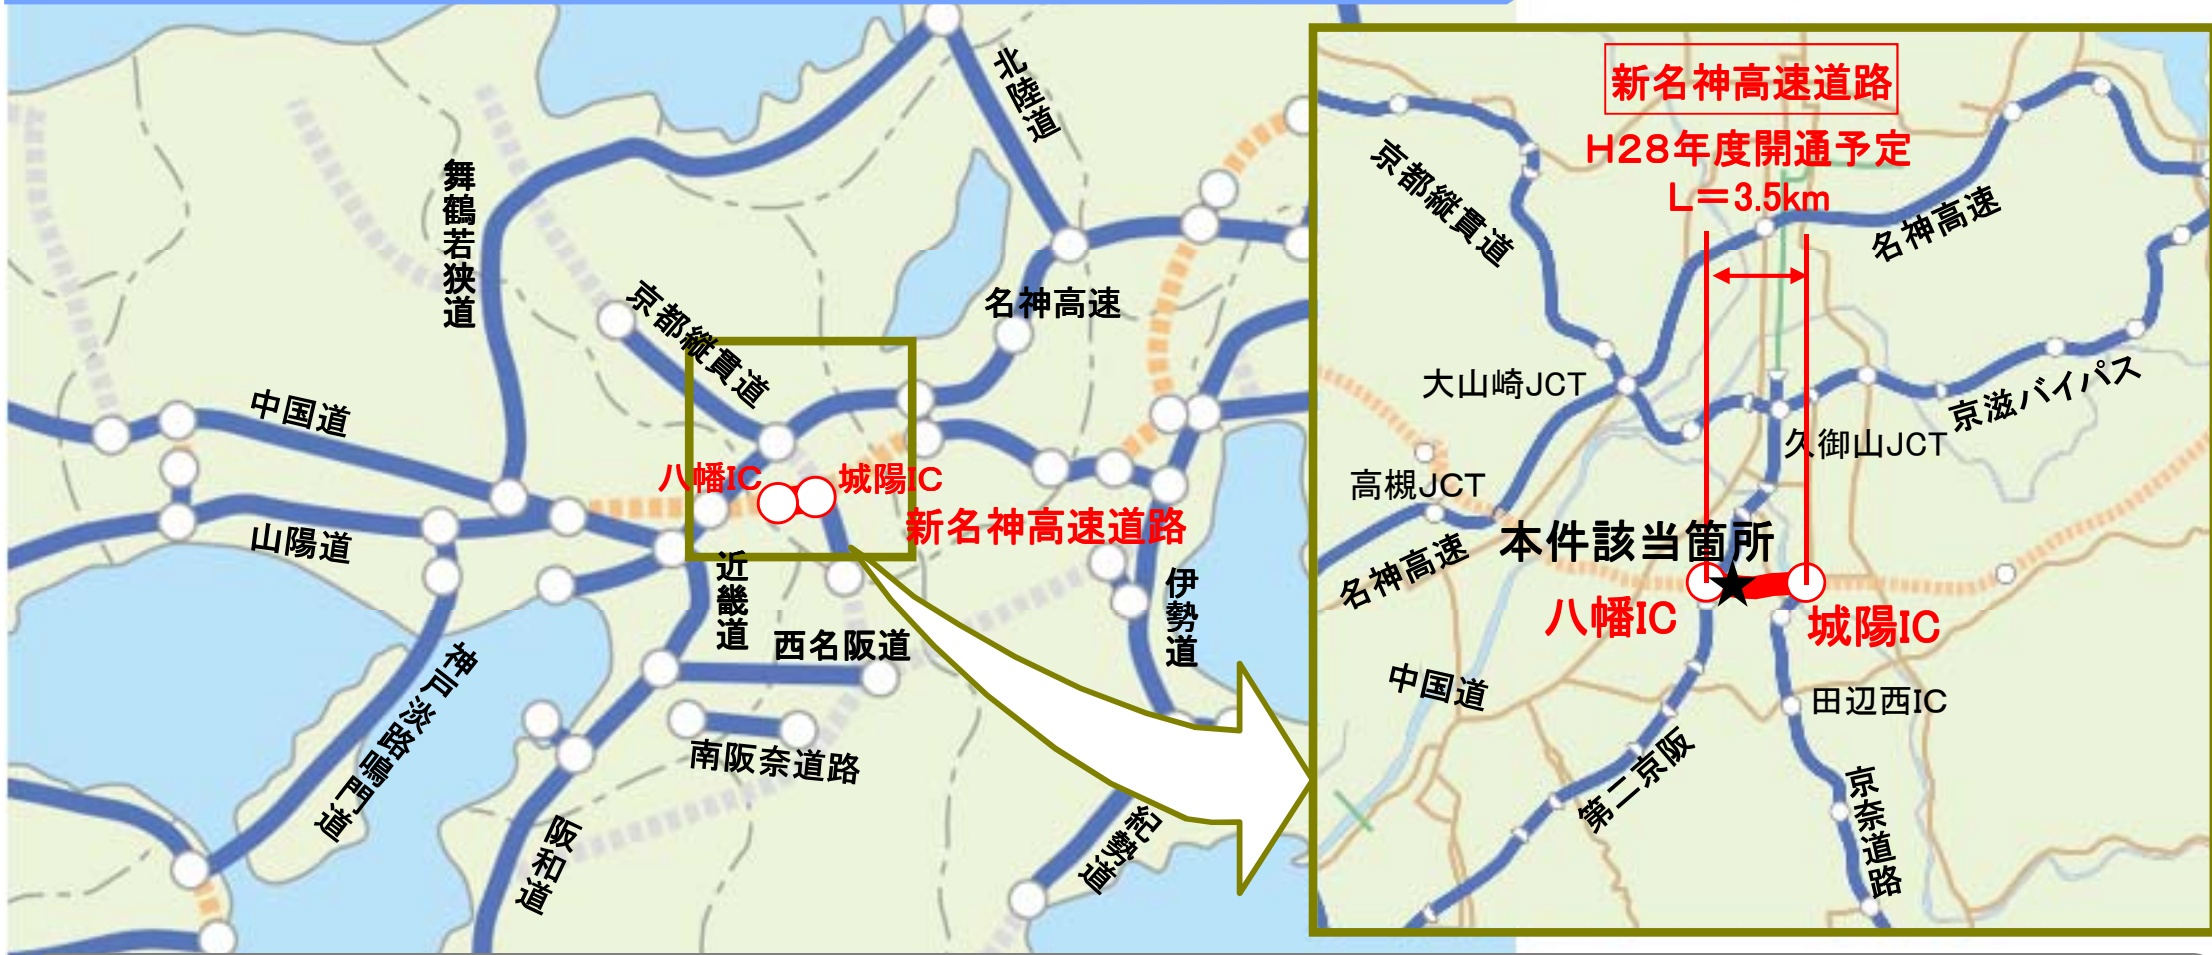 北陸道
舞鶴若狭道
京都縦貫道
名神高速
中国道
八幡IC
城陽IC
新名神高速道路
山陽道
近畿道
西名阪道
伊勢道
神戸淡路鳴門道
南阪奈道路
阪和道
紀勢道
新名神高速道路
H28年度開通予定
L=3.5km
京都縦貫道
名神高速
大山崎JCT
京滋バイパス
久御山JCT
高槻JCT
本件該当箇所
名神高速
八幡IC
城陽IC
中国道
田辺西IC
第二京阪
京奈道路